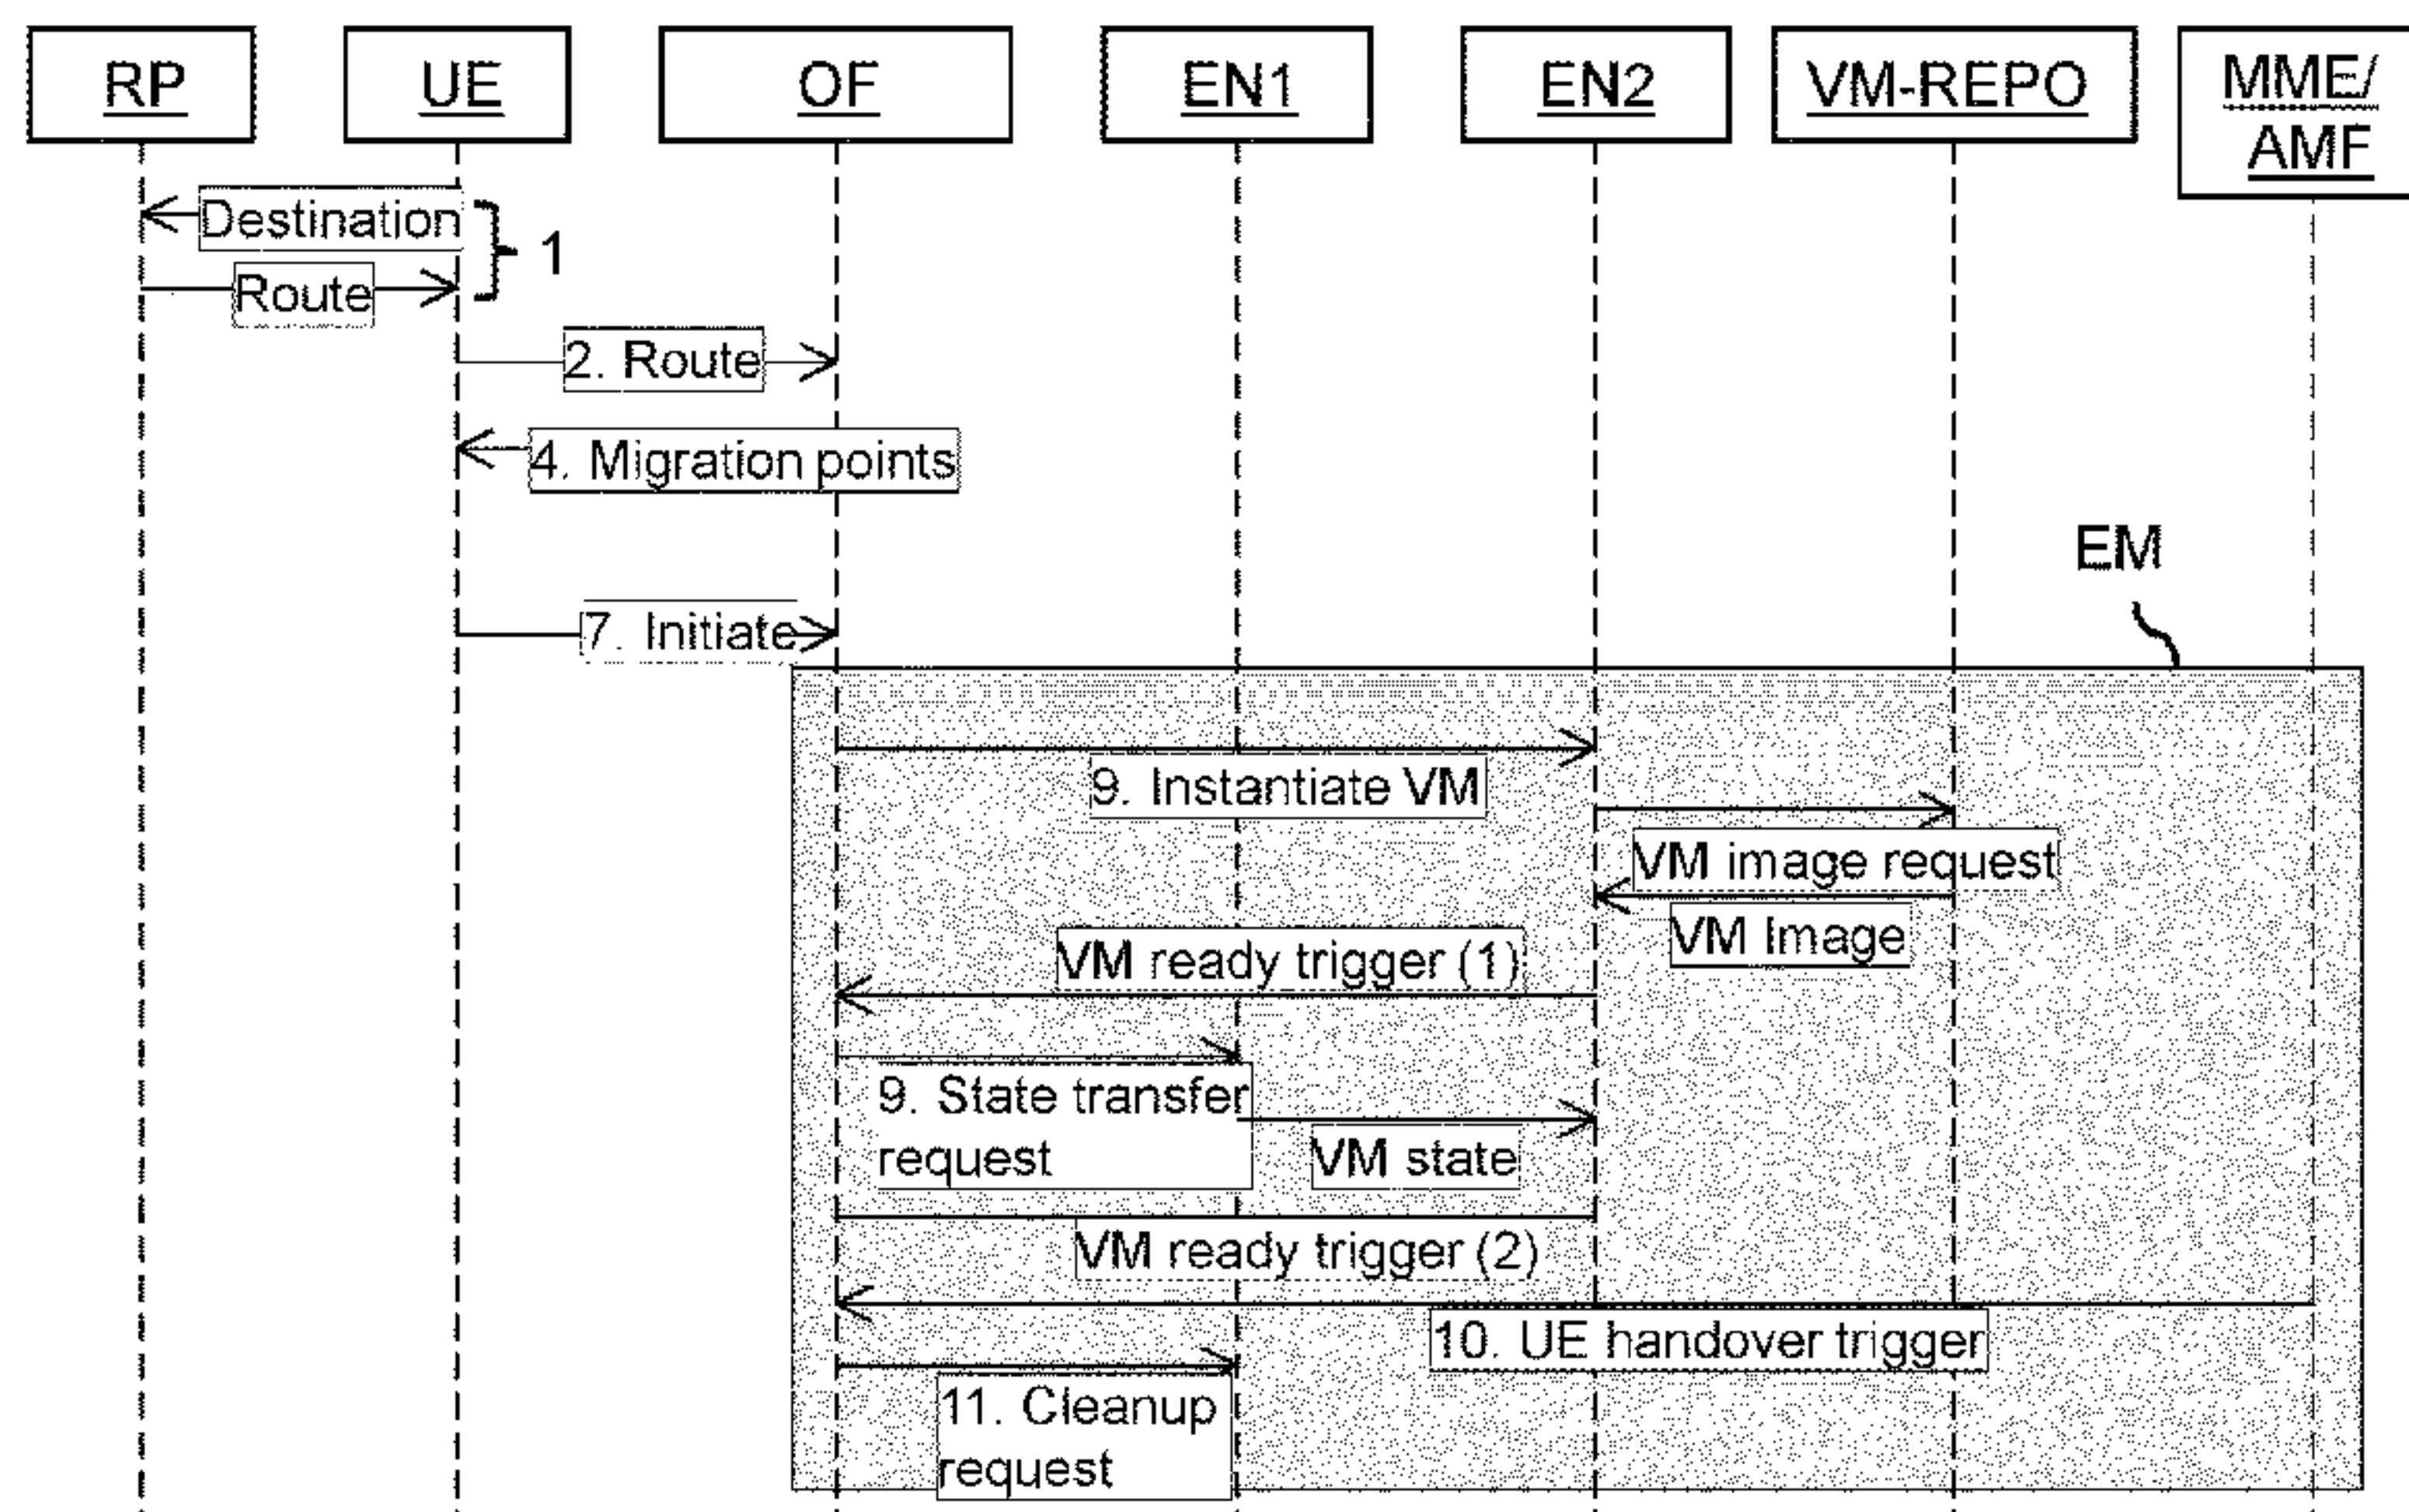 RP
UE
OF
EN1
EN2
VM-REPO
MME/
AMF
Destination
1
Route
2. Route
4. Migration points
EM
7. Initiate
9. Instantiate VM
VM image request
VM Image
VM ready trigger (1)
9. State transfer
request
VM state
VM ready trigger (2)
10. UE handover trigger
11. Cleanup
request